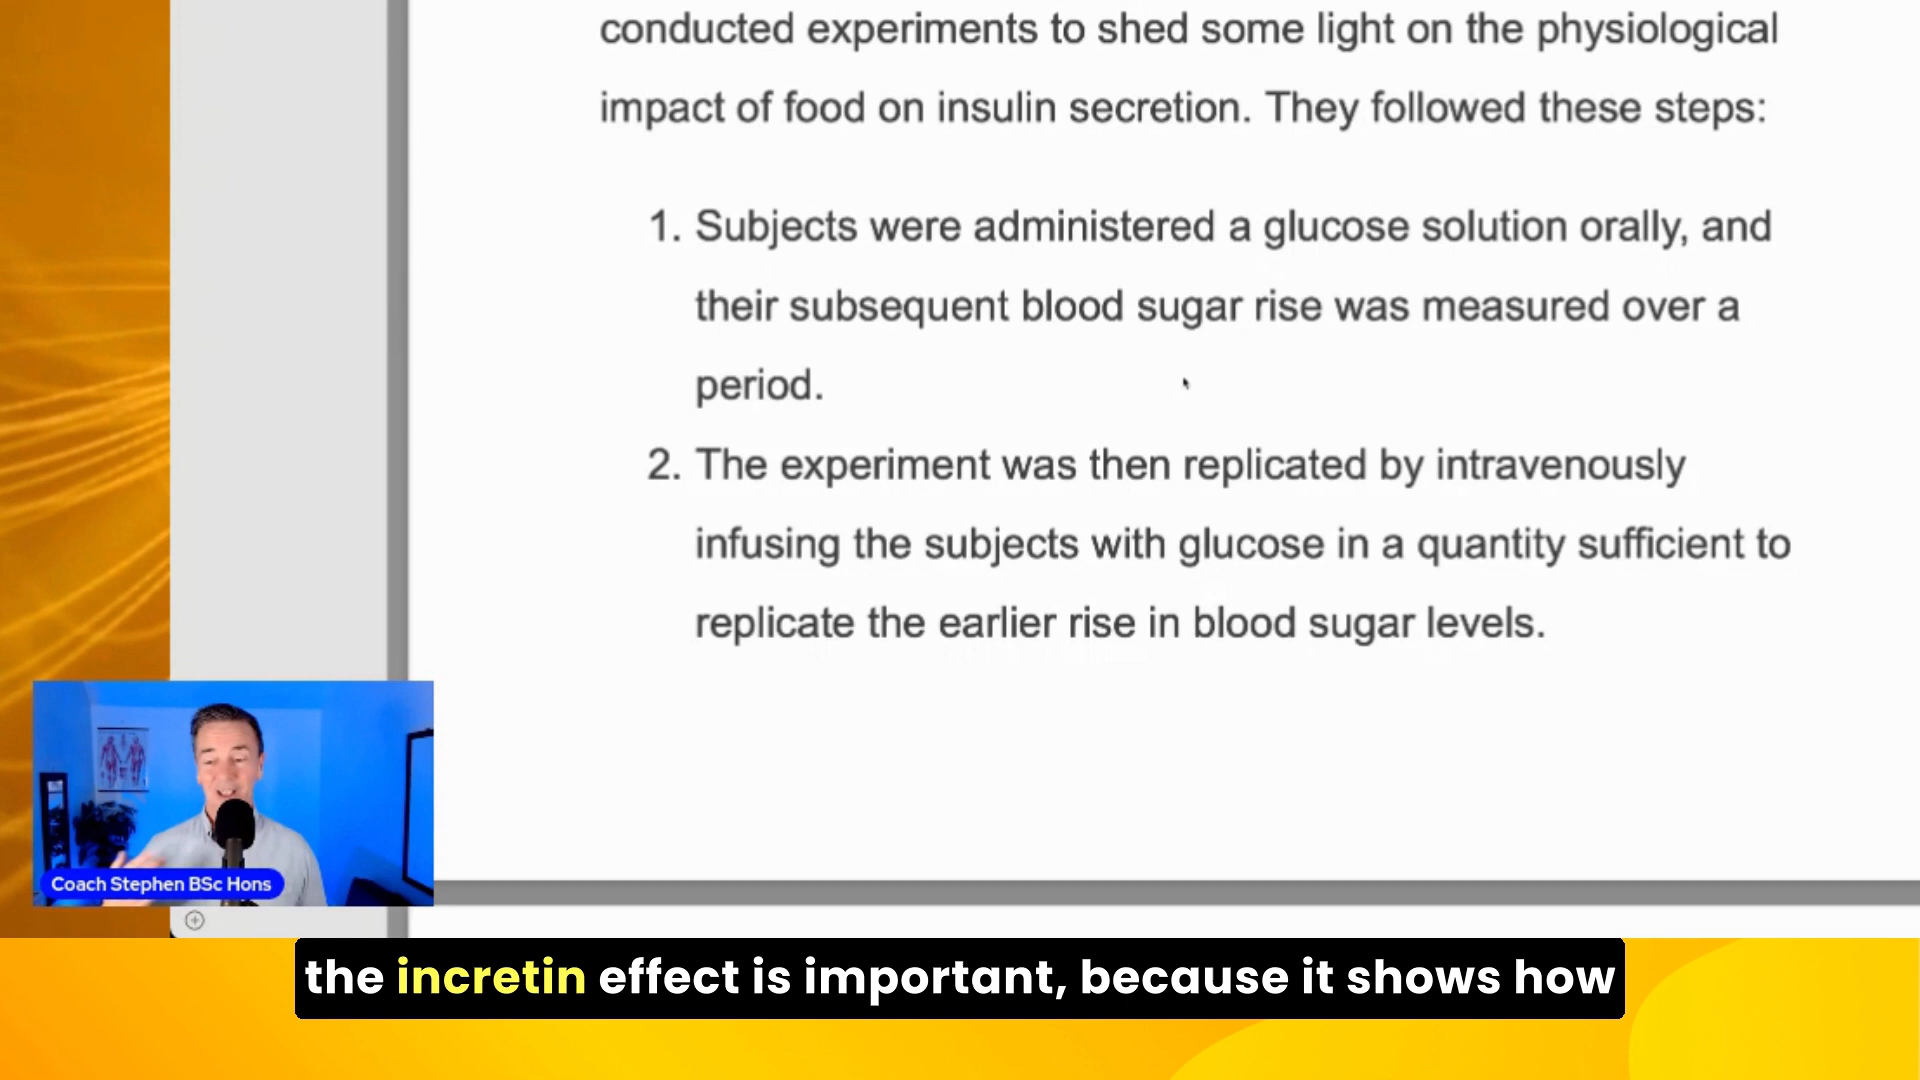 conducted experiments to shed some light on the physiological
impact of food on insulin secretion. They followed these steps:
1. Subjects were administered a glucose solution orally, and
their subsequent blood sugar rise was measured over a
period.
2. The experiment was then replicated by intravenously
infusing the subjects with glucose in a quantity sufficient to
replicate the earlier rise in blood sugar levels.
Coach Stephen BSc Hons
the incretin effect is important, because it shows how